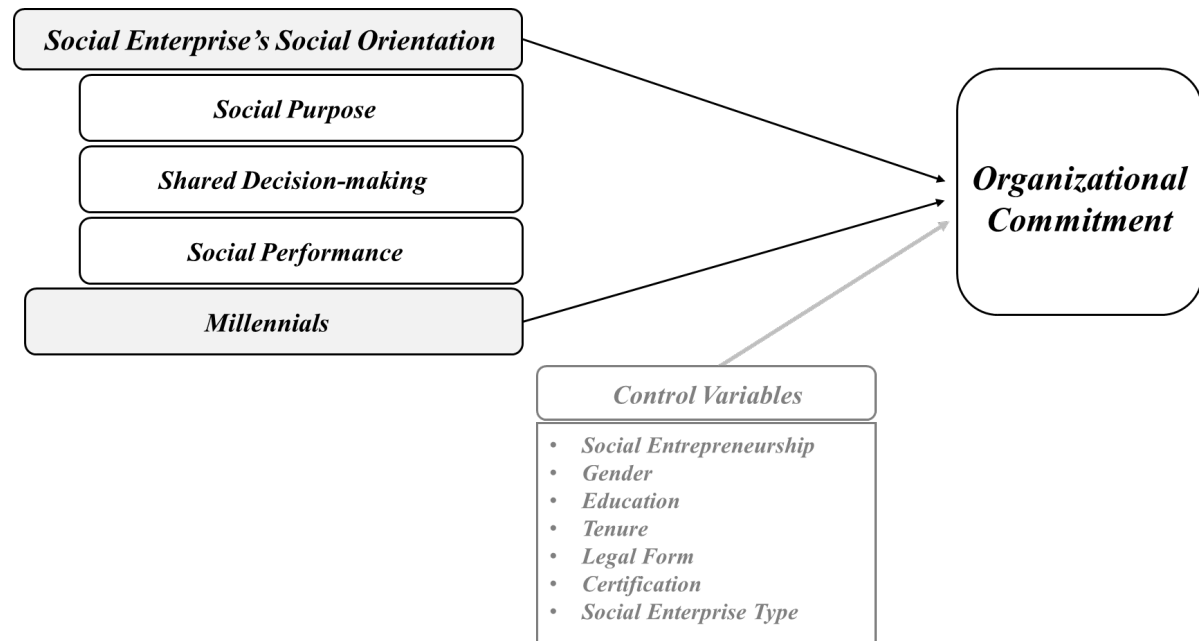 Social Enterprise's Social Orientation
Social Purpose
Shared Decision-making
Social Performance
Millennials
Organizational
Commitment
Control Variables
• Social Entrepreneurship
• Gender
• Education
• Tenure
• Legal Form
• Certification
• Social Enterprise Type